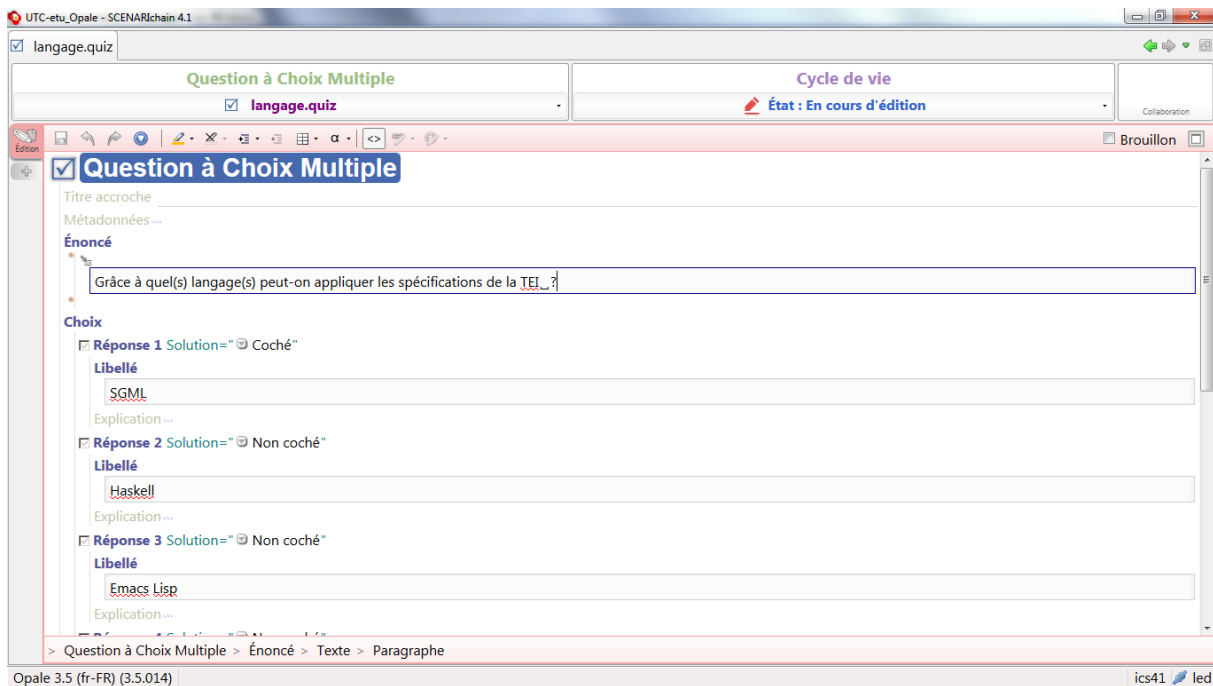 UTC-etu_Opale - SCENARIchain 4.1
langage.quiz
Question à Choix Multiple
Cycle de vie
langage.quiz
État : En cours d'édition
Collaboration
Édition
α
<>
Brouillon
Question à Choix Multiple
Titre accroche
Métadonnées ...
Énoncé
*
Grâce à quel(s) langage(s) peut-on appliquer les spécifications de la TEI ?
*
Choix
Réponse 1 Solution=" Coché"
Libellé
SGML
Explication ...
Réponse 2 Solution=" Non coché"
Libellé
Haskell
Explication ...
Réponse 3 Solution=" Non coché"
Libellé
Emacs Lisp
Explication ...
> Question à Choix Multiple > Énoncé > Texte > Paragraphe
Opale 3.5 (fr-FR) (3.5.014)
ics41 led